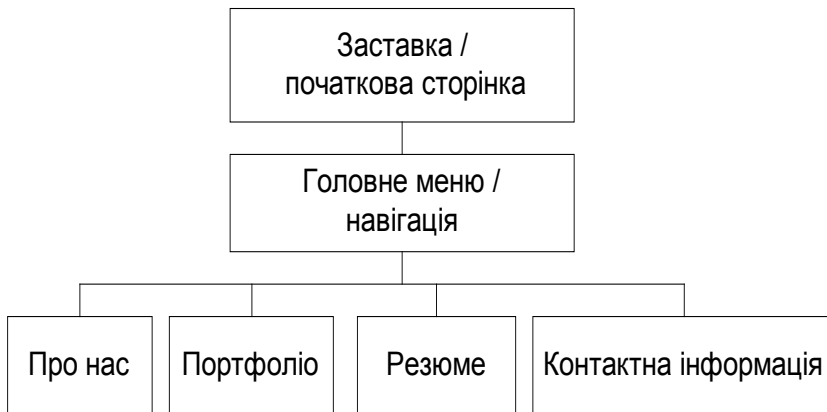 Заставка /
початкова сторінка
Головне меню /
навігація
Про нас
Портфоліо
Резюме
Контактна інформація